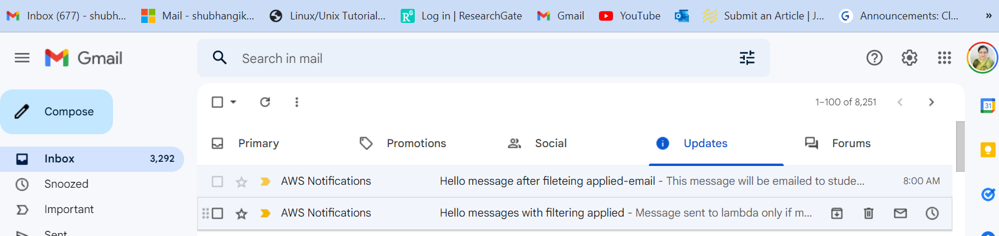 Inbox (677) - shubh...
Mail - shubhangik...
Linux/Unix Tutorial...
RG
Log in | ResearchGate
Gmail
YouTube
Submit an Article | J...
G
Announcements: Cl...
»
Gmail
Search in mail
Compose
1–100 of 8,251
31
Primary
Promotions
Social
Updates
Forums
Inbox 3,292
AWS Notifications Hello message after fileteing applied-email - This message will be emailed to stude... 8:00 AM
Snoozed
Important
AWS Notifications Hello messages with filtering applied - Message sent to lambda only if m...
Sent